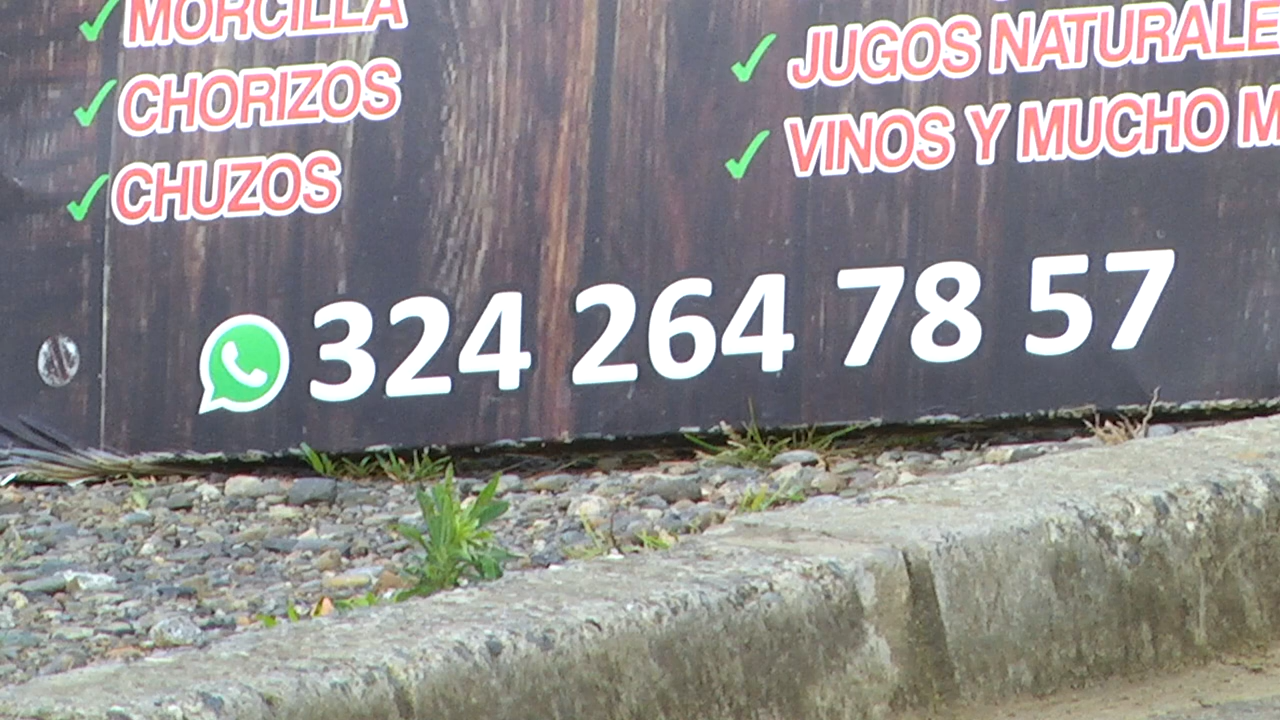 MORCILLA
CHORIZOS
CHUZOS
JUGOS NATURALE
VINOS Y MUCHO M
324 264 78 57